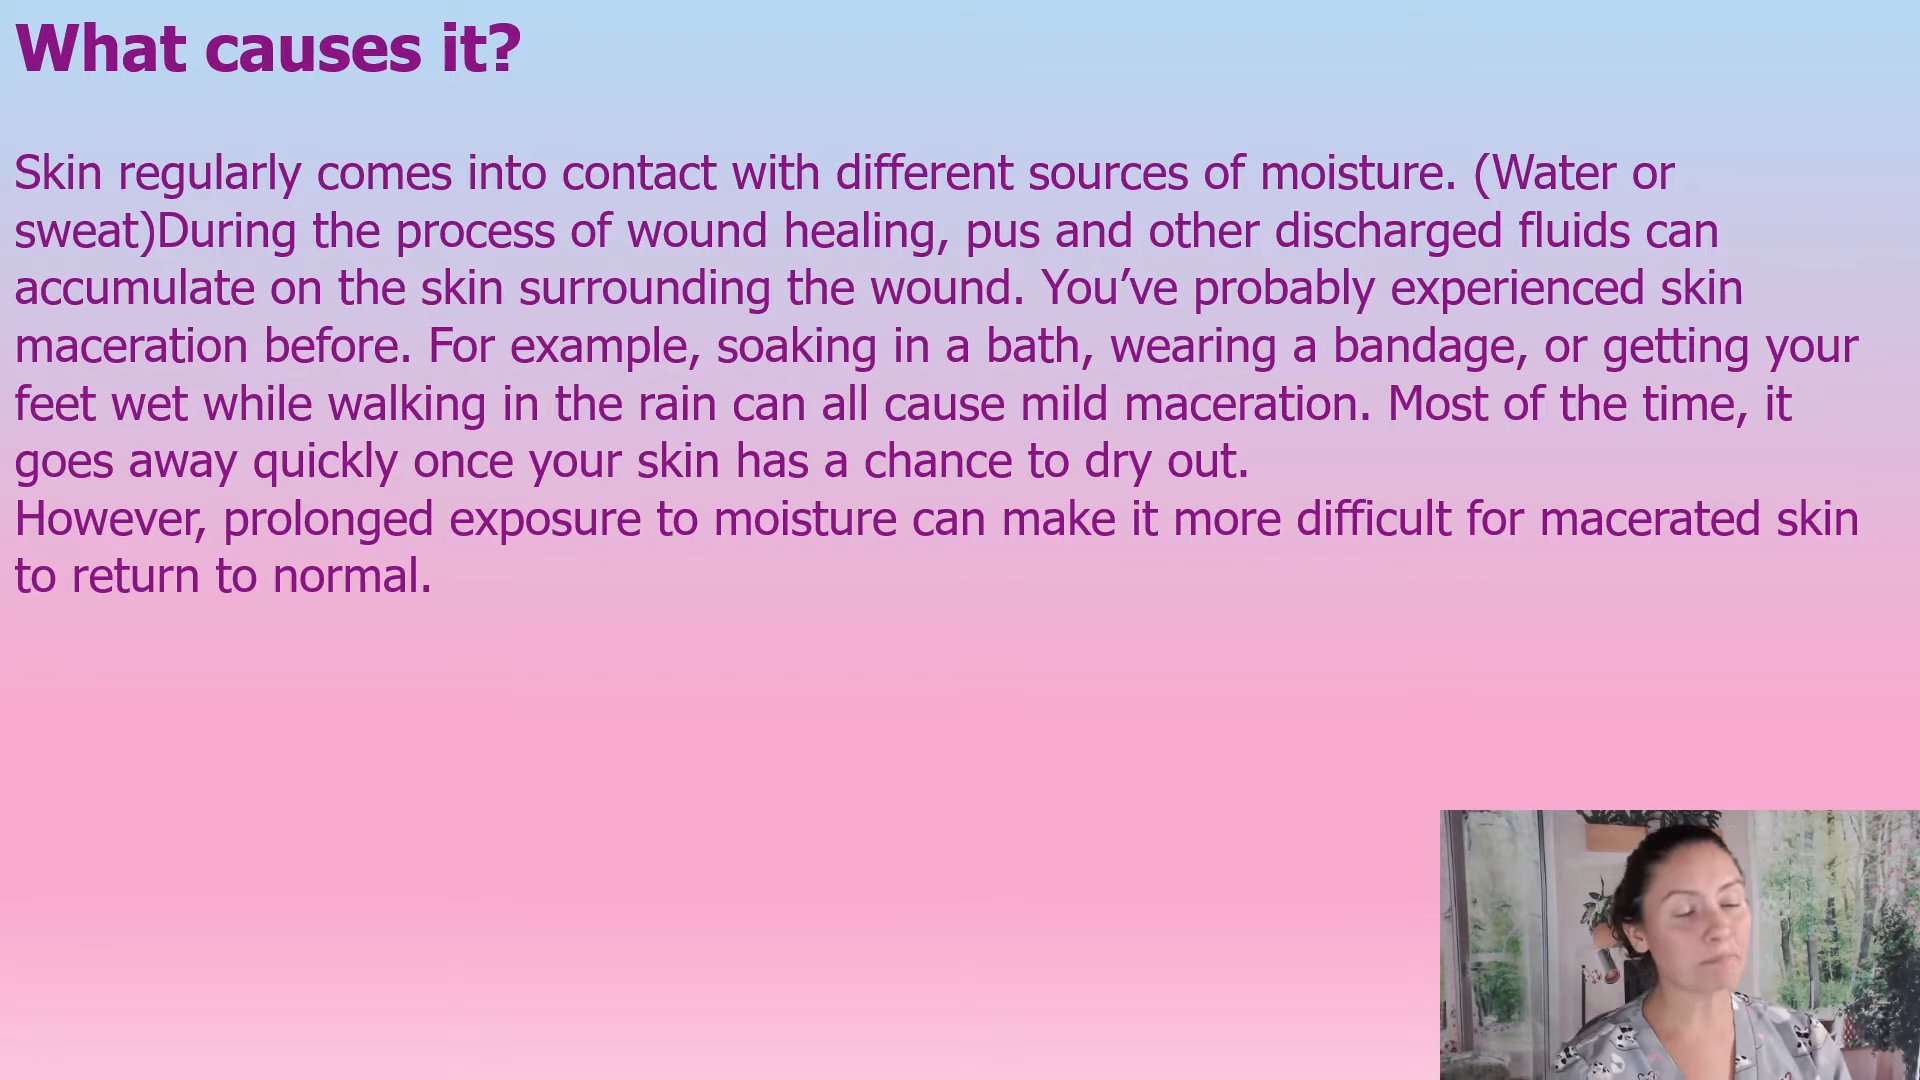 What causes it?
Skin regularly comes into contact with different sources of moisture. (Water or
sweat)During the process of wound healing, pus and other discharged fluids can
accumulate on the skin surrounding the wound. You’ve probably experienced skin
maceration before. For example, soaking in a bath, wearing a bandage, or getting your
feet wet while walking in the rain can all cause mild maceration. Most of the time, it
goes away quickly once your skin has a chance to dry out.
However, prolonged exposure to moisture can make it more difficult for macerated skin
to return to normal.